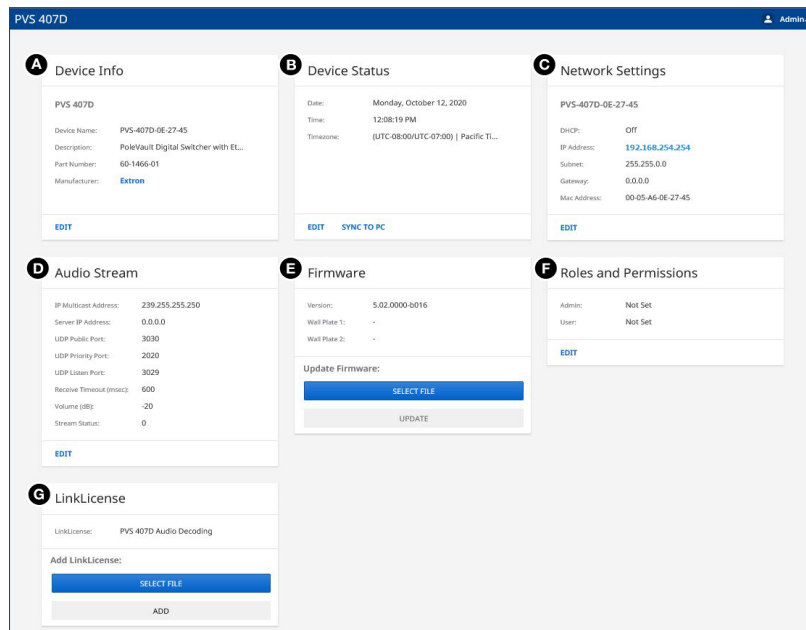 PVS 407D
Admin
A Device Info
PVS 407D
Device Name: PVS-407D-0E-27-45
Description: PoleVault Digital Switcher with Et...
Part Number: 60-1466-01
Manufacturer: Extron
EDIT
B Device Status
Date: Monday, October 12, 2020
Time: 12:08:19 PM
Timezone: (UTC-08:00/UTC-07:00) | Pacific Ti...
EDIT SYNC TO PC
C Network Settings
PVS-407D-0E-27-45
DHCP: Off
IP Address: 192.168.254.254
Subnet: 255.255.0.0
Gateway: 0.0.0.0
Mac Address: 00-05-A6-0E-27-45
EDIT
D Audio Stream
IP Multicast Address: 239.255.255.250
Server IP Address: 0.0.0.0
UDP Public Port: 3030
UDP Priority Port: 2020
UDP Listen Port: 3029
Receive Timeout (msec): 600
Volume (dB): -20
Stream Status: 0
EDIT
E Firmware
Version: 5.02.0000-b016
Wall Plate 1: -
Wall Plate 2: -
Update Firmware:
SELECT FILE
UPDATE
F Roles and Permissions
Admin: Not Set
User: Not Set
EDIT
G LinkLicense
LinkLicense: PVS 407D Audio Decoding
Add LinkLicense:
SELECT FILE
ADD